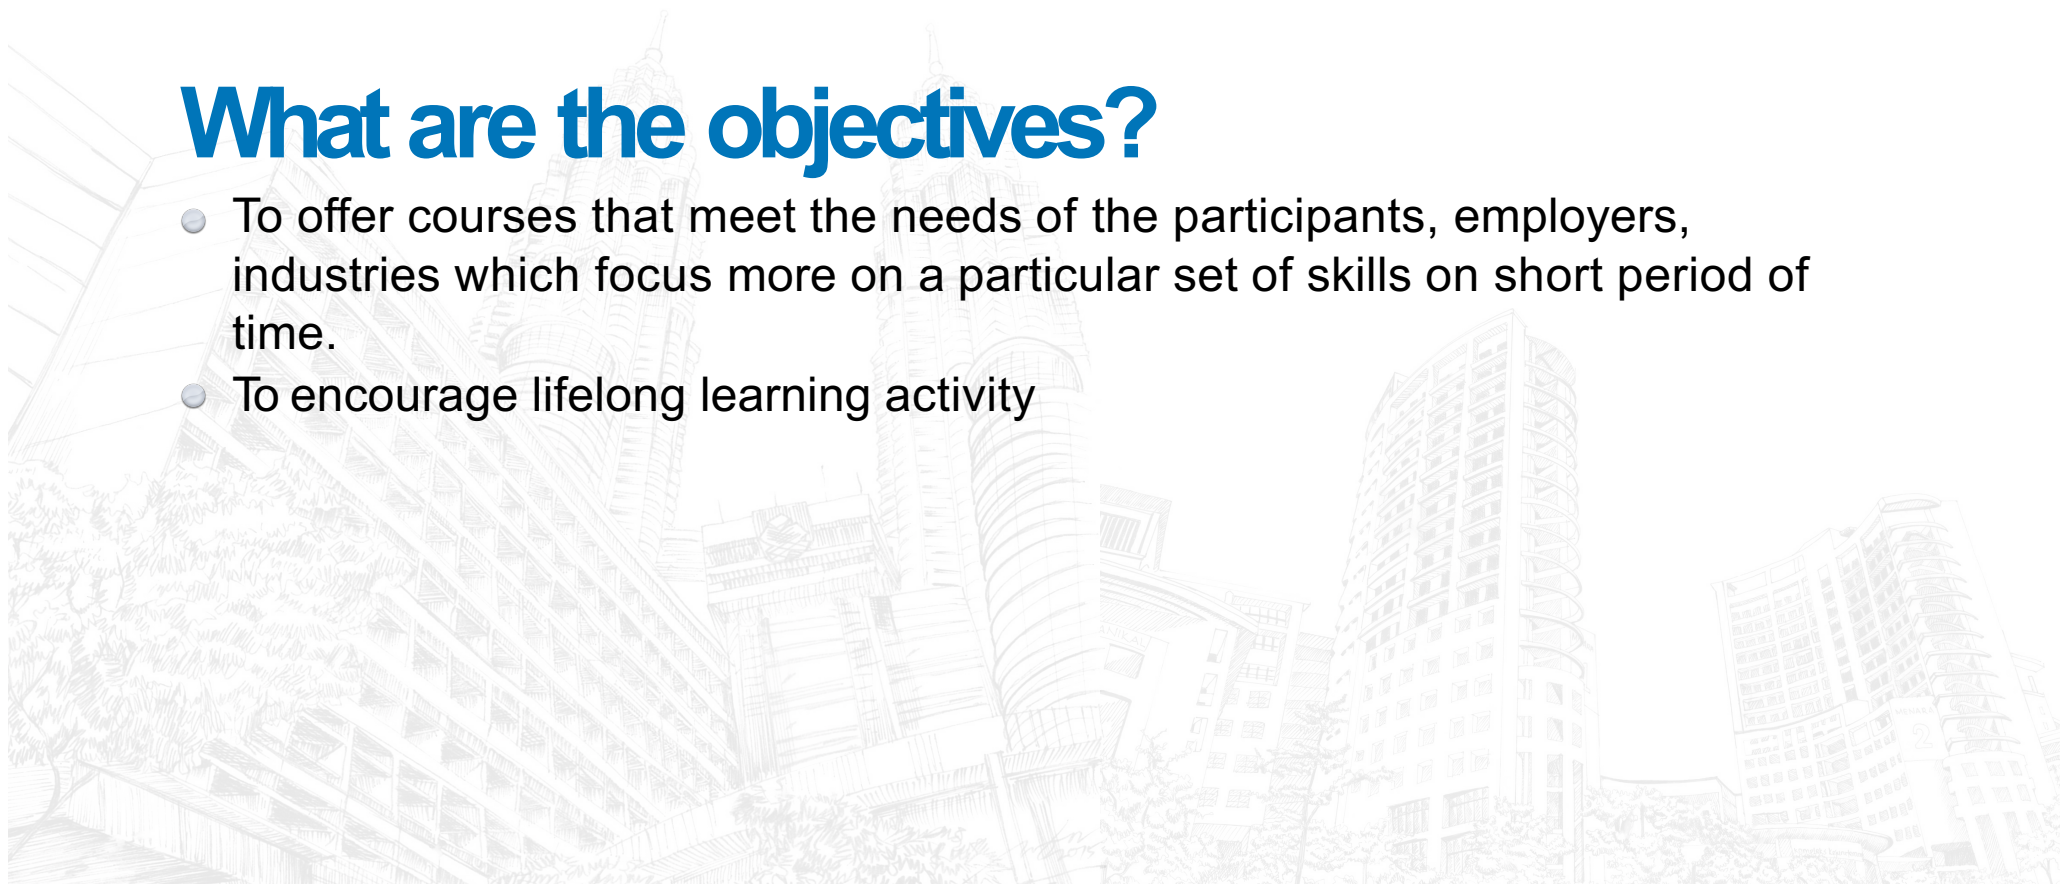 What are the objectives?
To offer courses that meet the needs of the participants, employers,
industries which focus more on a particular set of skills on short period of
time.
To encourage lifelong learning activity
2